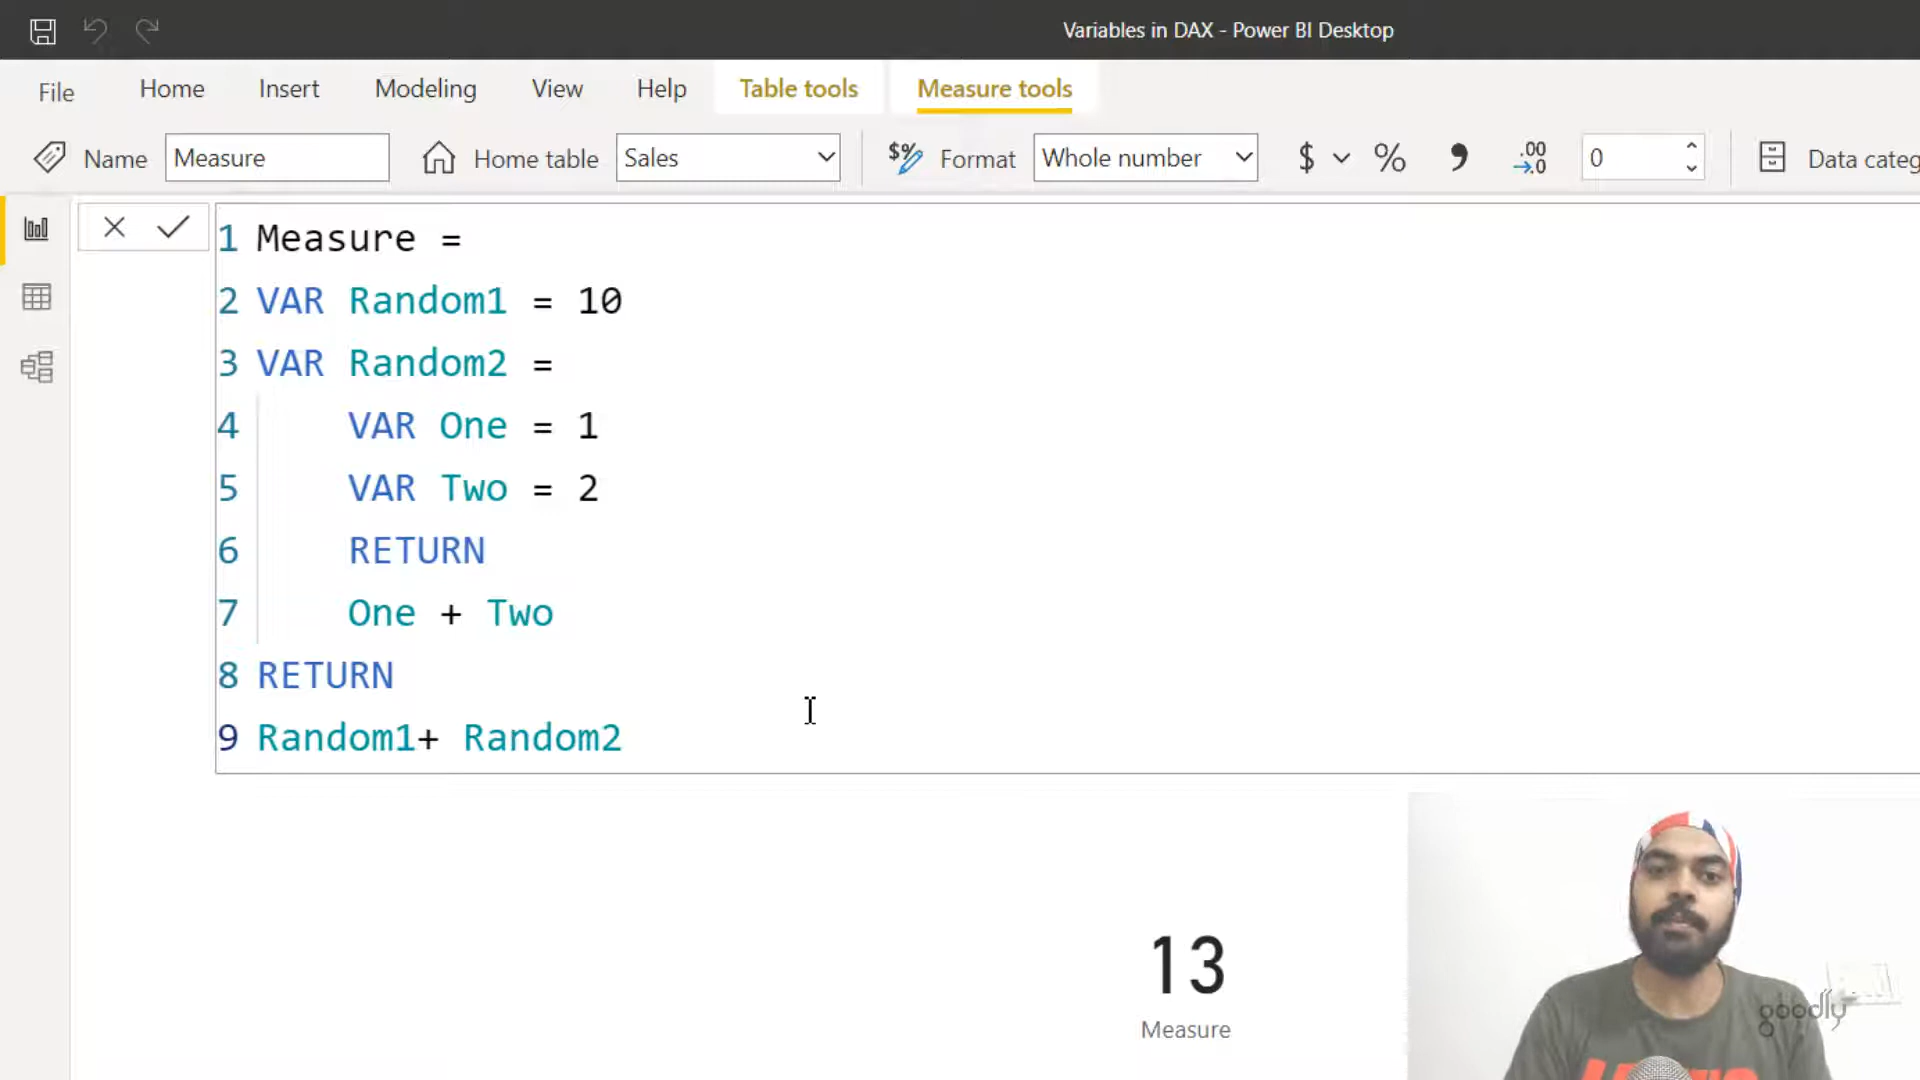 Variables in DAX - Power BI Desktop
File Home Insert Modeling View Help Table tools Measure tools
Name Measure Home table Sales $% Format Whole number $ % , .00 .0 0 Data categ
1 Measure =
2 VAR Random1 = 10
3 VAR Random2 =
4 VAR One = 1
5 VAR Two = 2
6 RETURN
7 One + Two
8 RETURN
9 Random1+ Random2
13
Measure
goodly